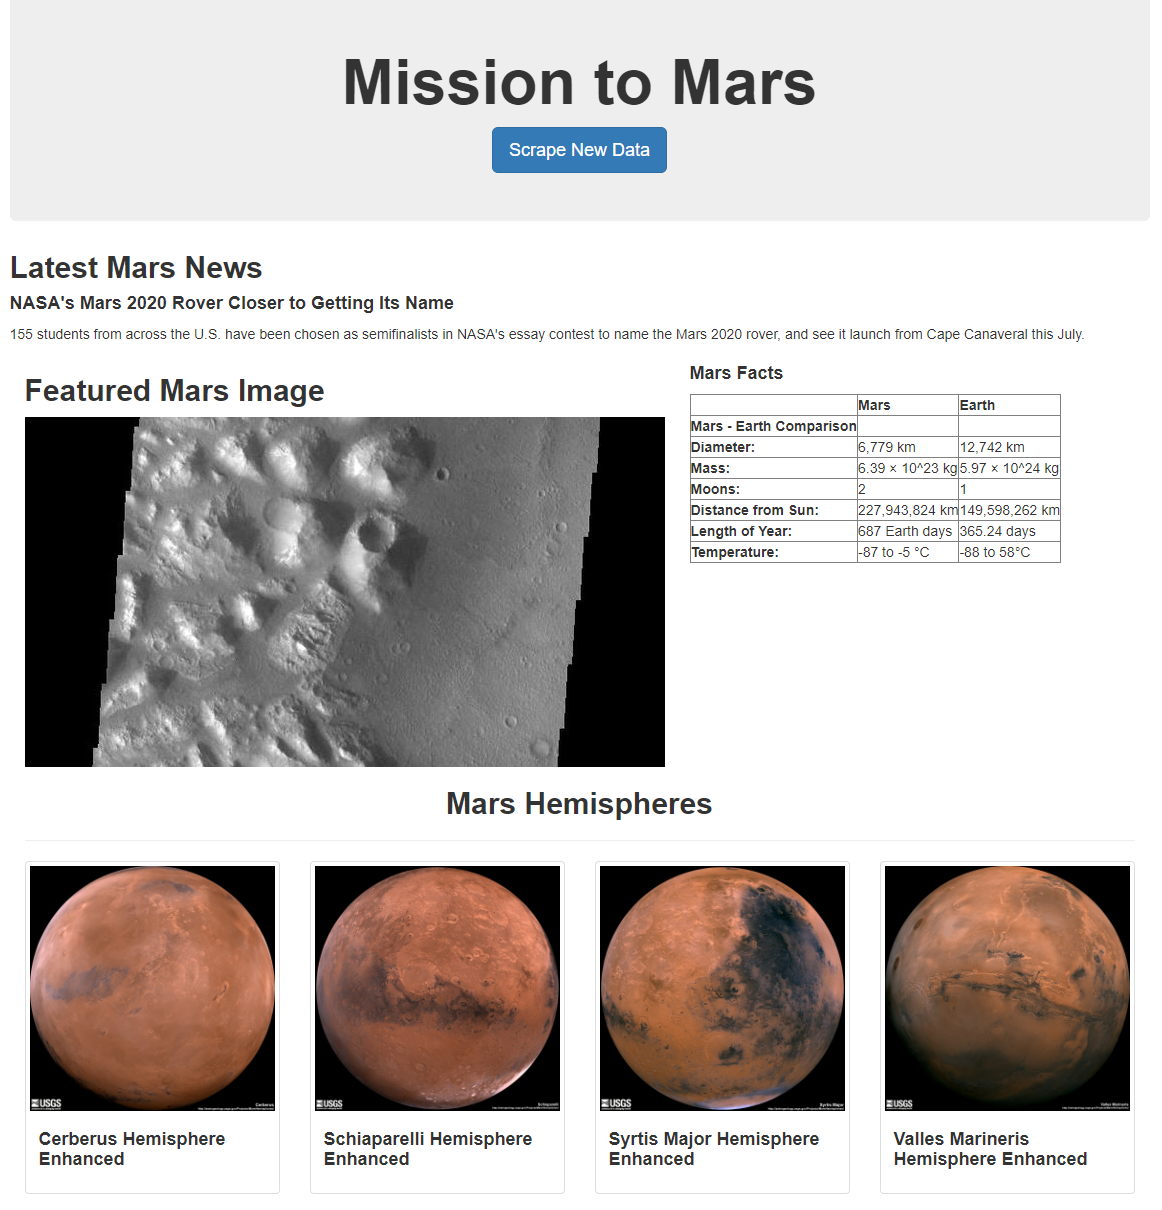 Mission to Mars
Scrape New Data
Latest Mars News
NASA's Mars 2020 Rover Closer to Getting Its Name
155 students from across the U.S. have been chosen as semifinalists in NASA's essay contest to name the Mars 2020 rover, and see it launch from Cape Canaveral this July.
Featured Mars Image
Mars Facts
Mars Earth
Mars - Earth Comparison
Diameter: 6,779 km 12,742 km
Mass: 6.39 × 10^23 kg 5.97 × 10^24 kg
Moons: 2 1
Distance from Sun: 227,943,824 km 149,598,262 km
Length of Year: 687 Earth days 365.24 days
Temperature: -87 to -5 °C -88 to 58°C
Mars Hemispheres
USGS Cerberus
USGS Schiaparelli
USGS Syrtis Major
USGS Valles Marineris
Cerberus Hemisphere
Enhanced
Schiaparelli Hemisphere
Enhanced
Syrtis Major Hemisphere
Enhanced
Valles Marineris
Hemisphere Enhanced